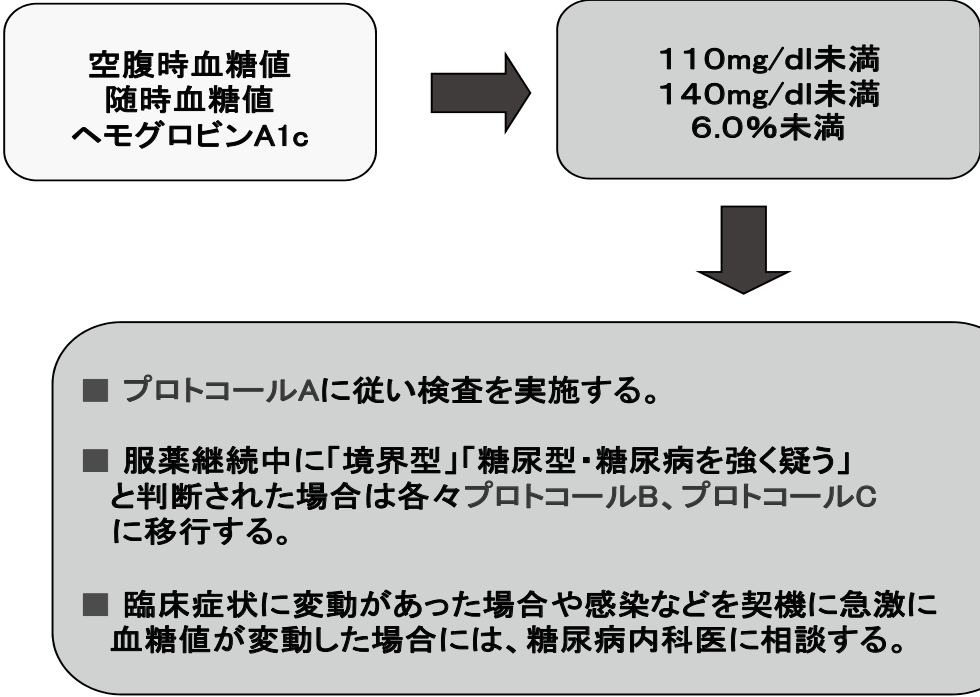 空腹時血糖値
随時血糖値
ヘモグロビンA1c
110mg/dl未満
140mg/dl未満
6.0%未満
■ プロトコールAに従い検査を実施する。
■ 服薬継続中に「境界型」「糖尿型・糖尿病を強く疑う」
と判断された場合は各々プロトコールB、プロトコールC
に移行する。
■ 臨床症状に変動があった場合や感染などを契機に急激に
血糖値が変動した場合には、糖尿病内科医に相談する。